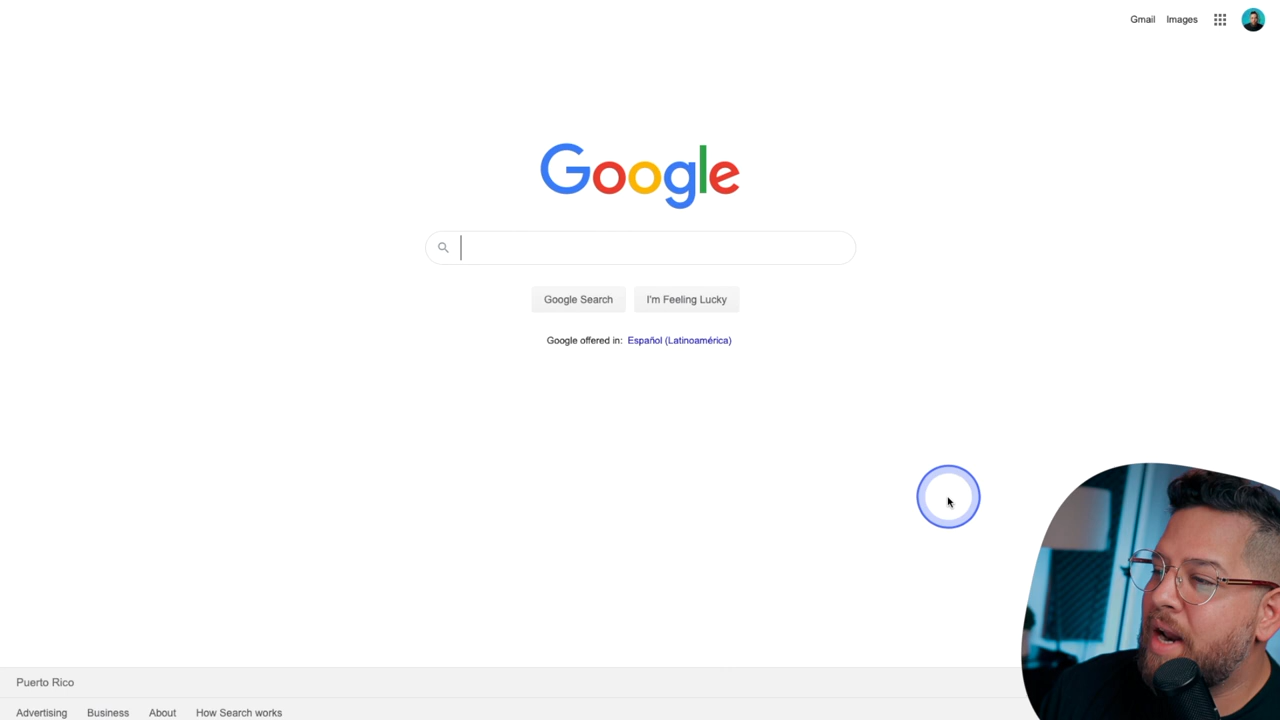 Gmail Images
Google
Google Search I'm Feeling Lucky
Google offered in: Español (Latinoamérica)
Puerto Rico
Advertising Business About How Search works